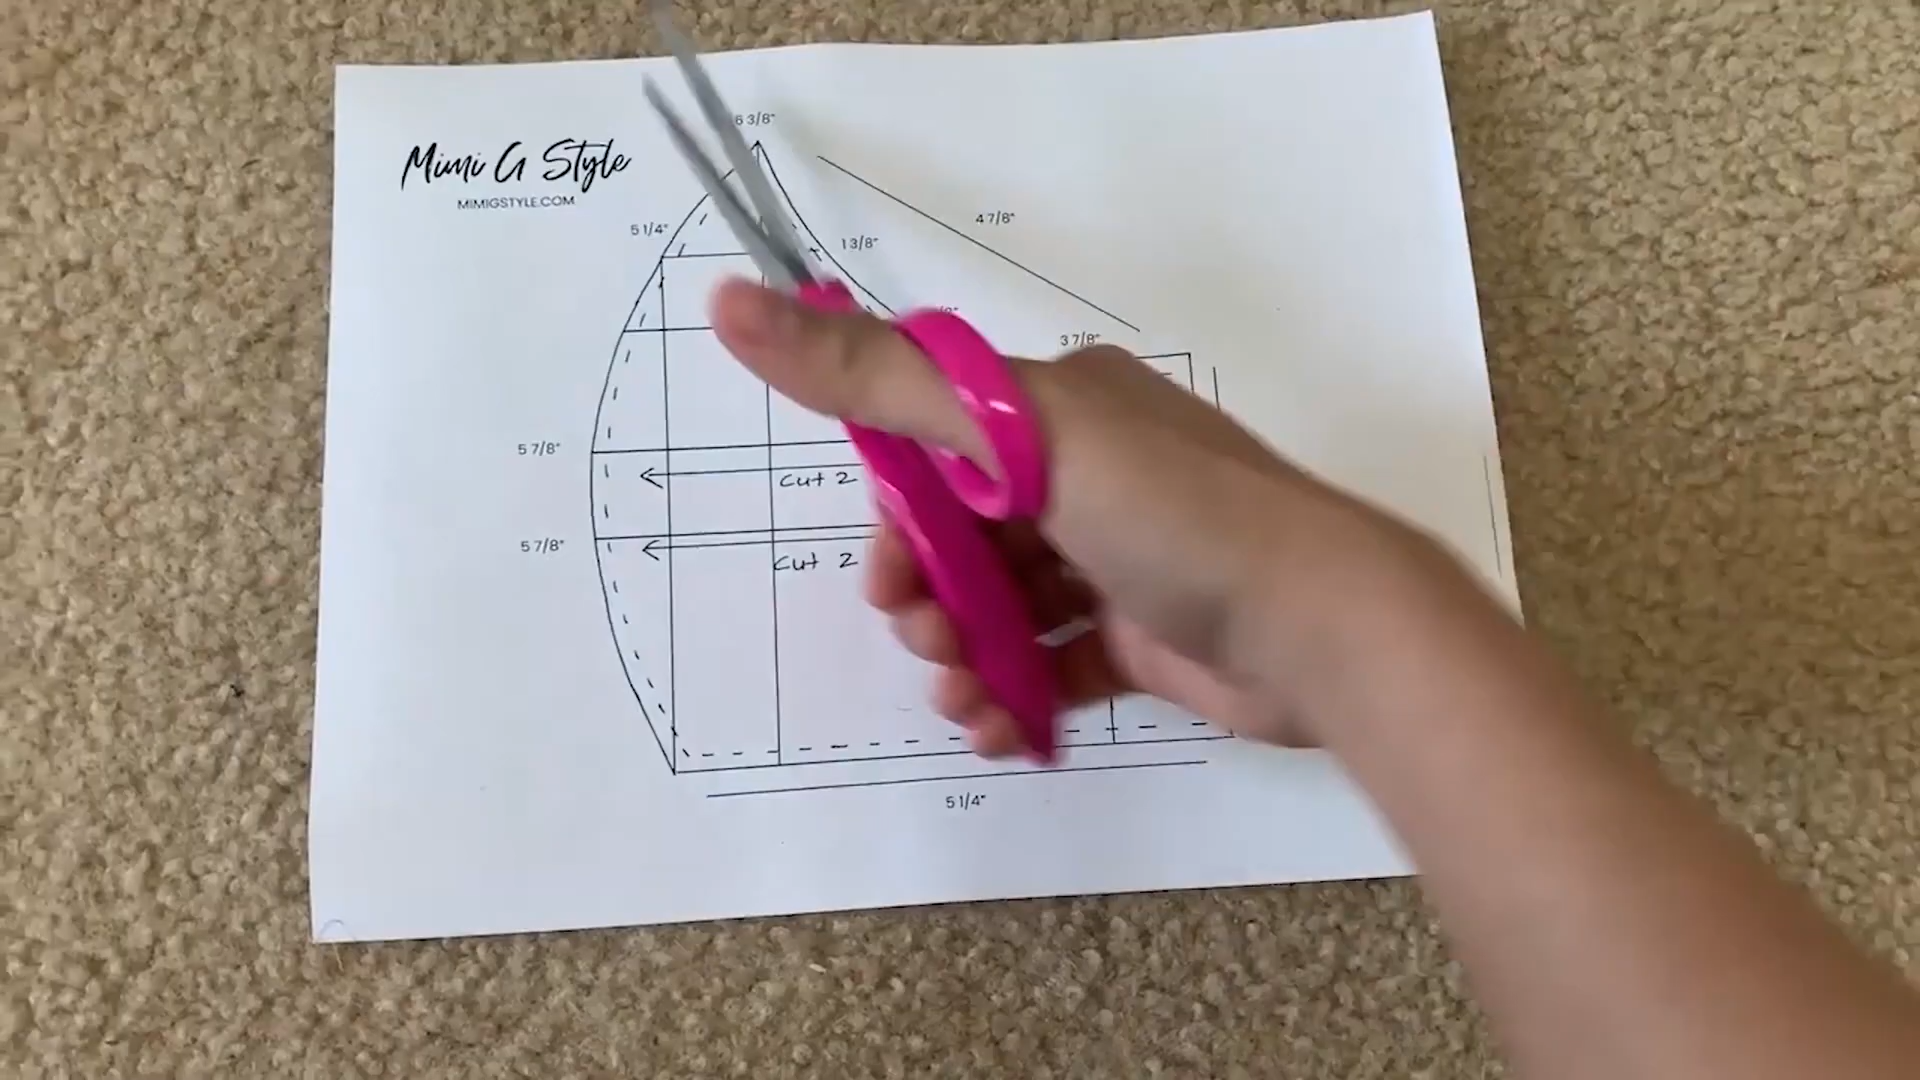 6 3/8"
Mimi G Style
MIMIGSTYLE.COM
5 1/4"
1 3/8"
4 7/8"
3 7/8"
5 7/8"
Cut 2
5 7/8"
Cut 2
5 1/4"